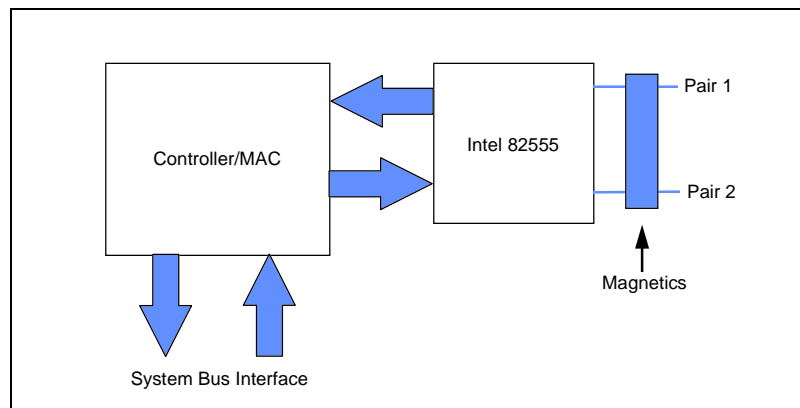 Pair 1
Controller/MAC
Intel 82555
Pair 2
Magnetics
System Bus Interface